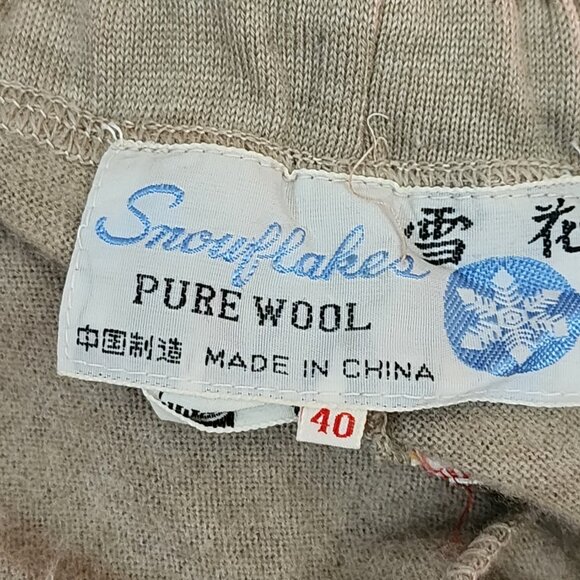 Snowflakes 雪花
PURE WOOL
中国制造 MADE IN CHINA
40